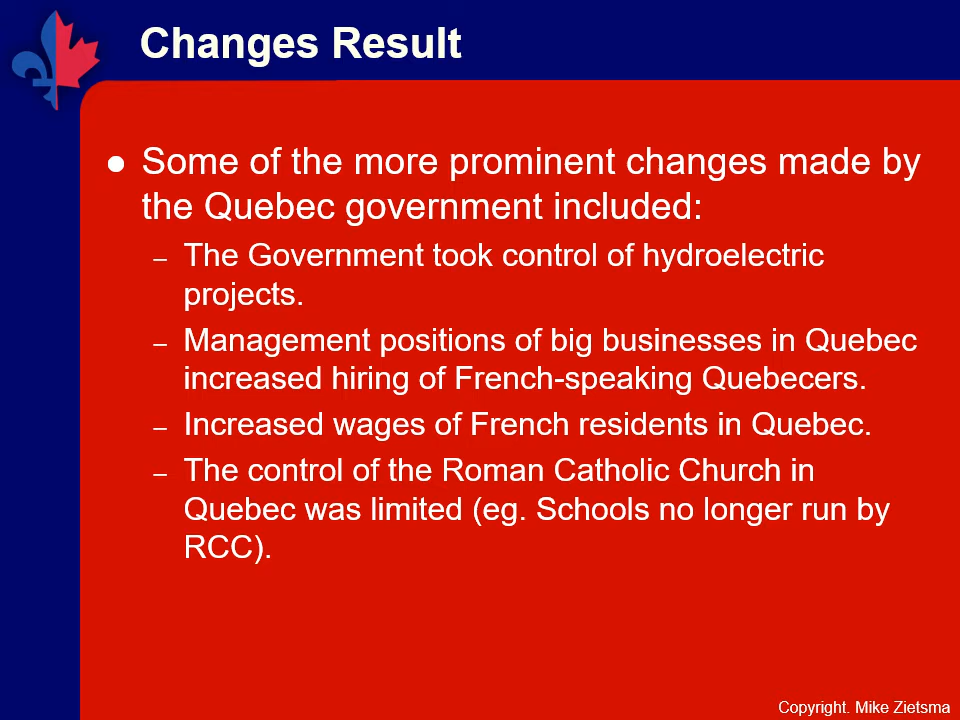 Changes Result
● Some of the more prominent changes made by
the Quebec government included:
– The Government took control of hydroelectric
projects.
– Management positions of big businesses in Quebec
increased hiring of French-speaking Quebecers.
– Increased wages of French residents in Quebec.
– The control of the Roman Catholic Church in
Quebec was limited (eg. Schools no longer run by
RCC).
Copyright. Mike Zietsma